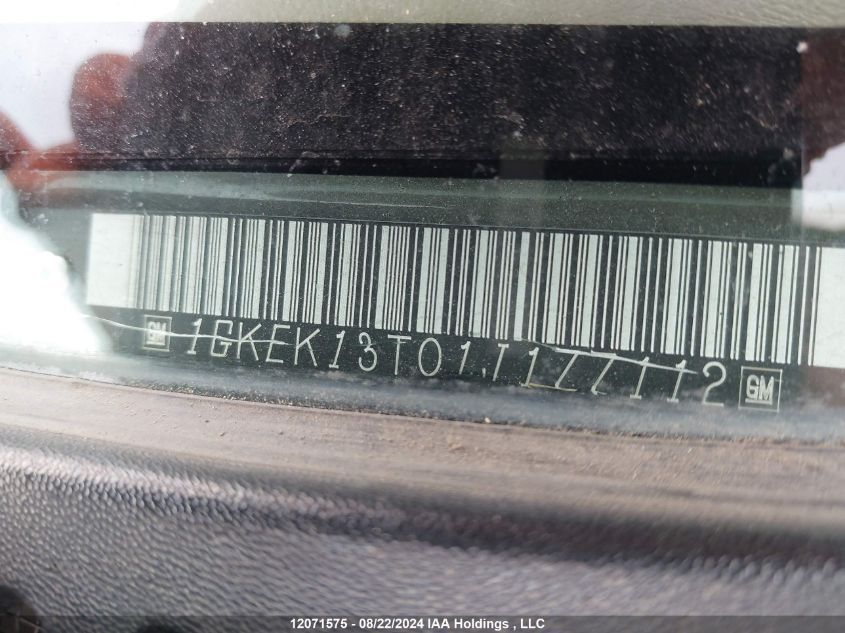 GM 1GKEK13T01J177112 GM
12071575 - 08/22/2024 IAA Holdings , LLC